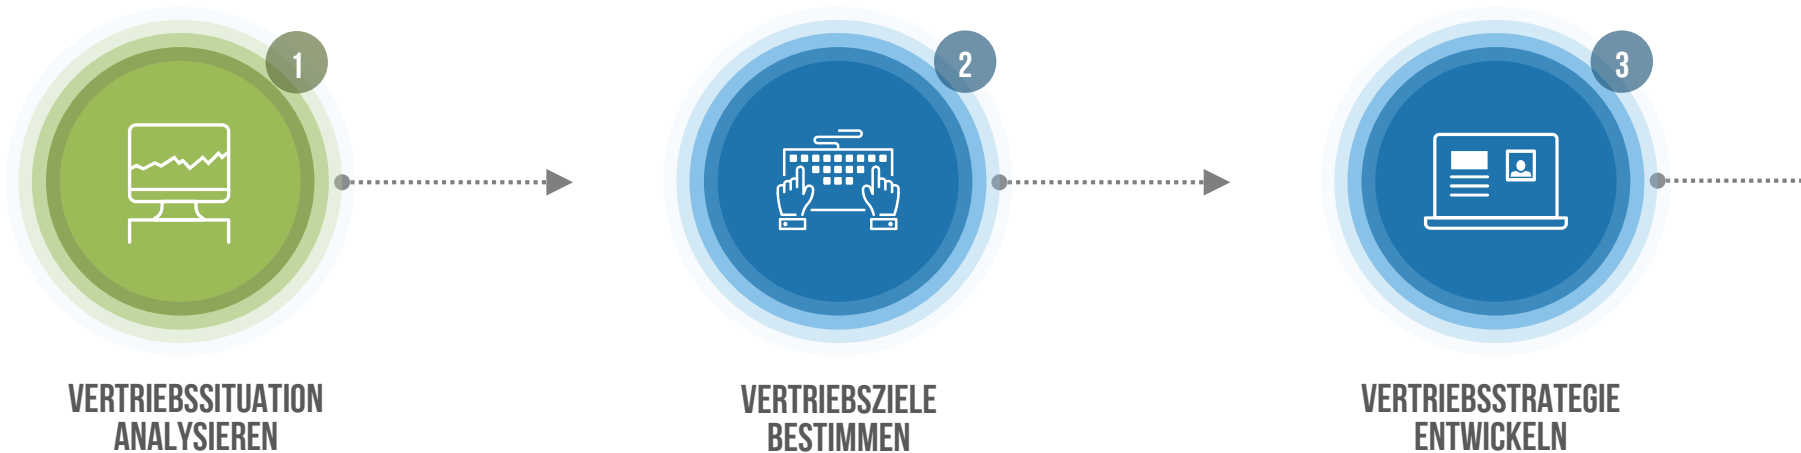 1
2
3
VERTRIEBSSITUATION
ANALYSIEREN
VERTRIEBSZIELE
BESTIMMEN
VERTRIEBSSTRATEGIE
ENTWICKELN